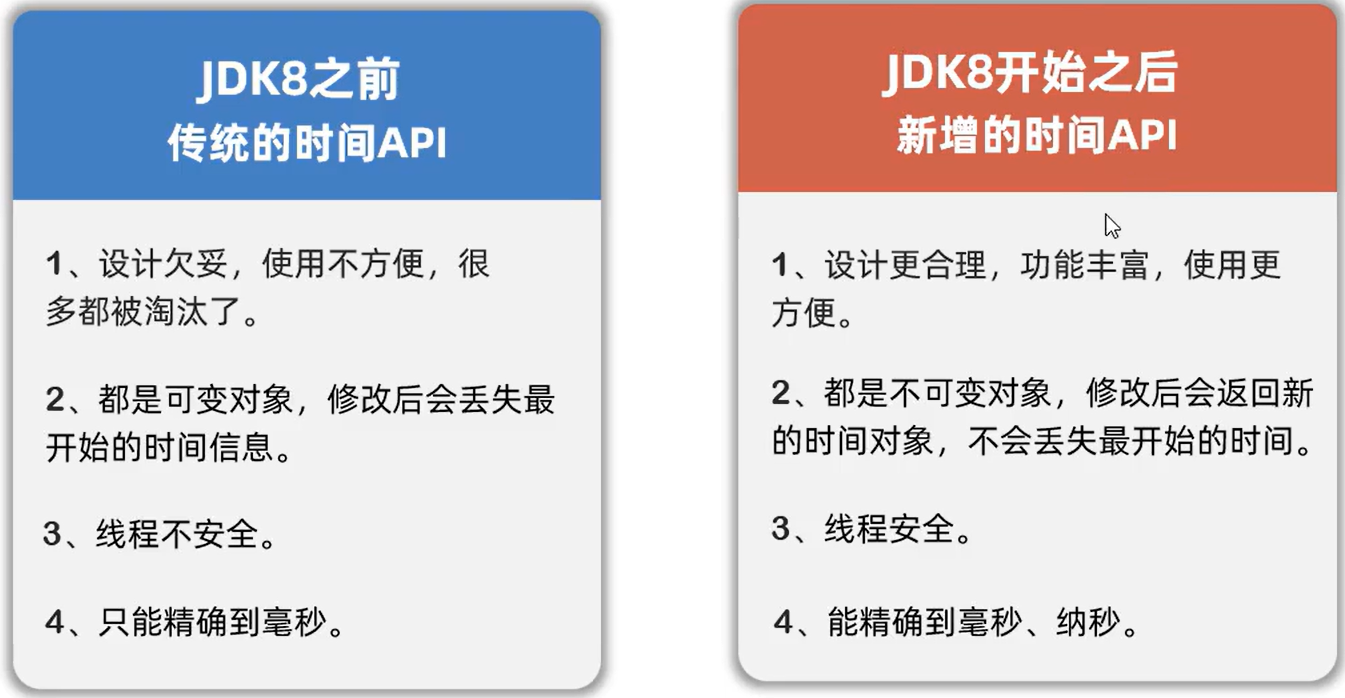 JDK8之前
传统的时间API
1、设计欠妥，使用不方便，很
多都被淘汰了。
2、都是可变对象，修改后会丢失最
开始的时间信息。
3、线程不安全。
4、只能精确到毫秒。
JDK8开始之后
新增的时间API
1、设计更合理，功能丰富，使用更
方便。
2、都是不可变对象，修改后会返回新
的时间对象，不会丢失最开始的时间。
3、线程安全。
4、能精确到毫秒、纳秒。